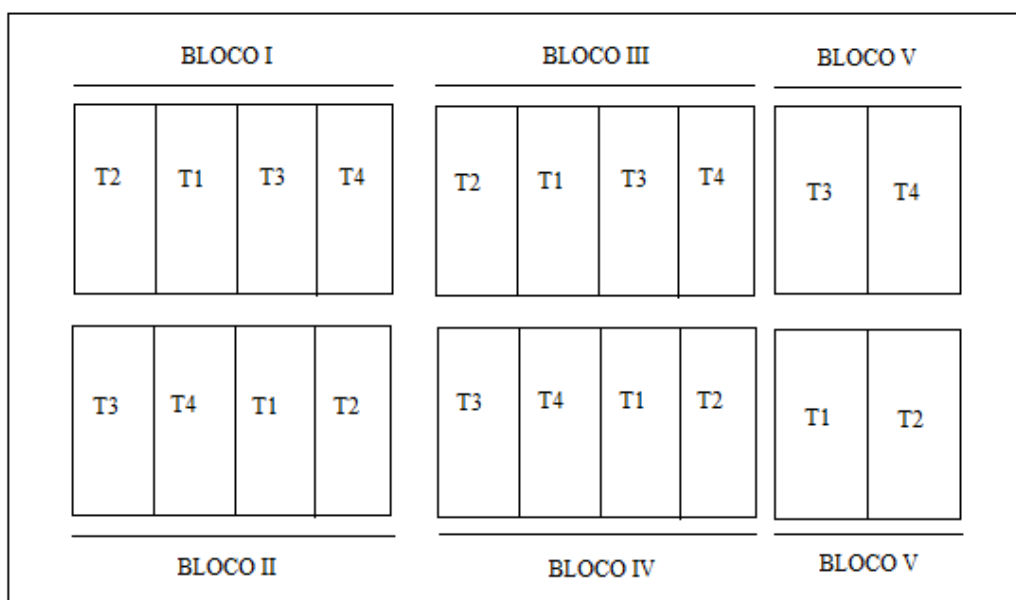 BLOCO I BLOCO III BLOCO V
T2 T1 T3 T4 T2 T1 T3 T4 T3 T4
T3 T4 T1 T2 T3 T4 T1 T2 T1 T2
BLOCO II BLOCO IV BLOCO V